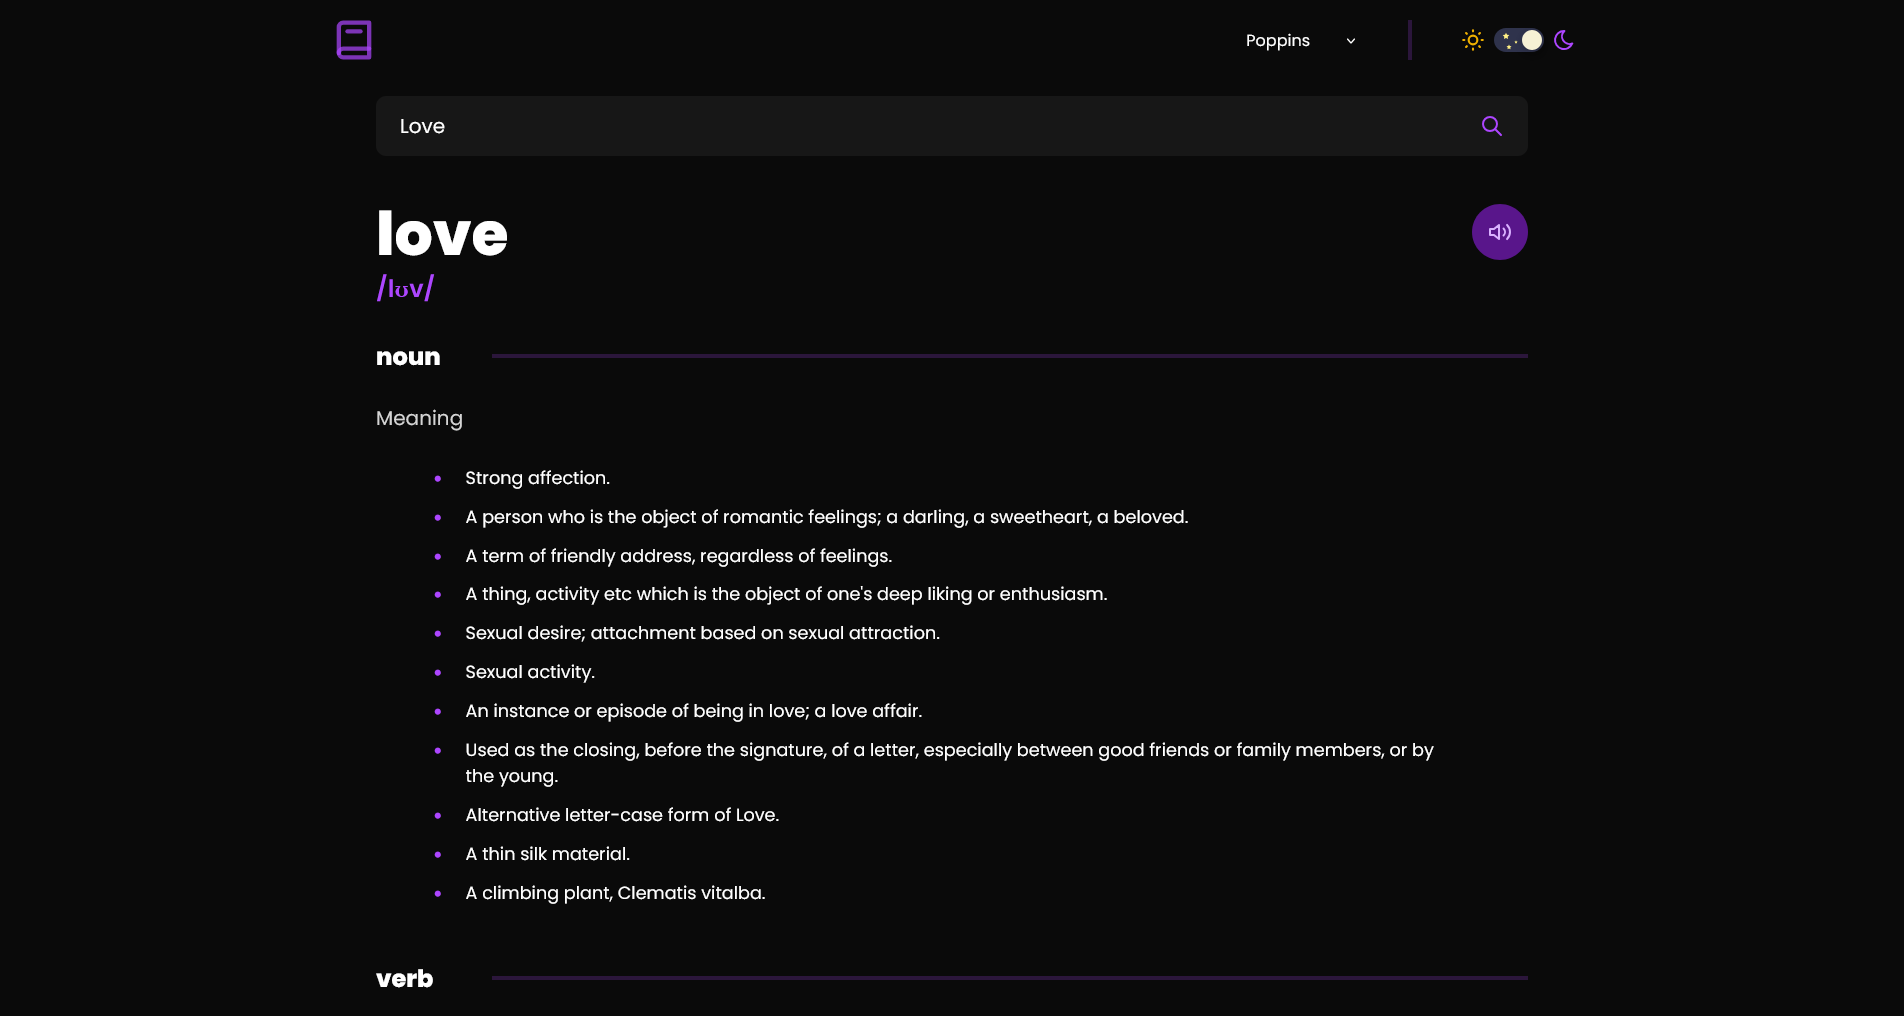 Poppins
Love
love
/lʊv/
noun
Meaning
Strong affection.
A person who is the object of romantic feelings; a darling, a sweetheart, a beloved.
A term of friendly address, regardless of feelings.
A thing, activity etc which is the object of one's deep liking or enthusiasm.
Sexual desire; attachment based on sexual attraction.
Sexual activity.
An instance or episode of being in love; a love affair.
Used as the closing, before the signature, of a letter, especially between good friends or family members, or by
the young.
Alternative letter-case form of Love.
A thin silk material.
A climbing plant, Clematis vitalba.
verb